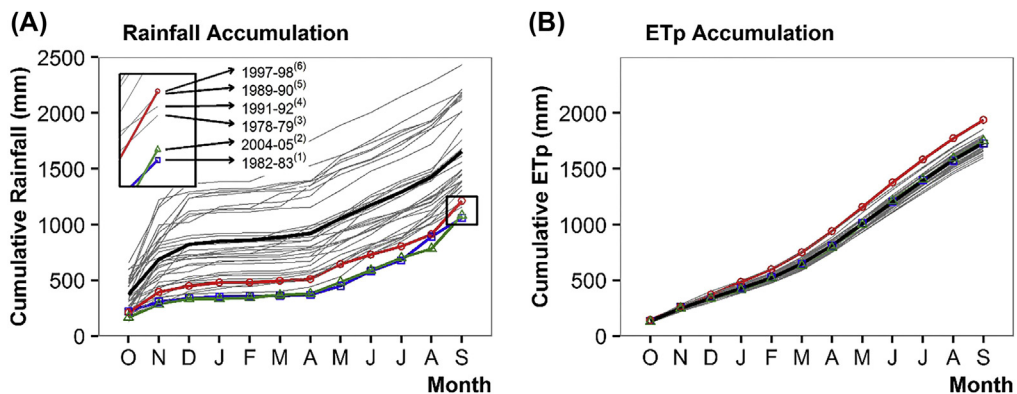 (A) Rainfall Accumulation
Cumulative Rainfall (mm)
2500
2000
1500
1000
500
0
1997-98(6)
1989-90(5)
1991-92(4)
1978-79(3)
2004-05(2)
1982-83(1)
O N D J F M A M J J A S
Month
(B) ETp Accumulation
Cumulative ETp (mm)
2000
1500
1000
500
0
O N D J F M A M J J A S
Month